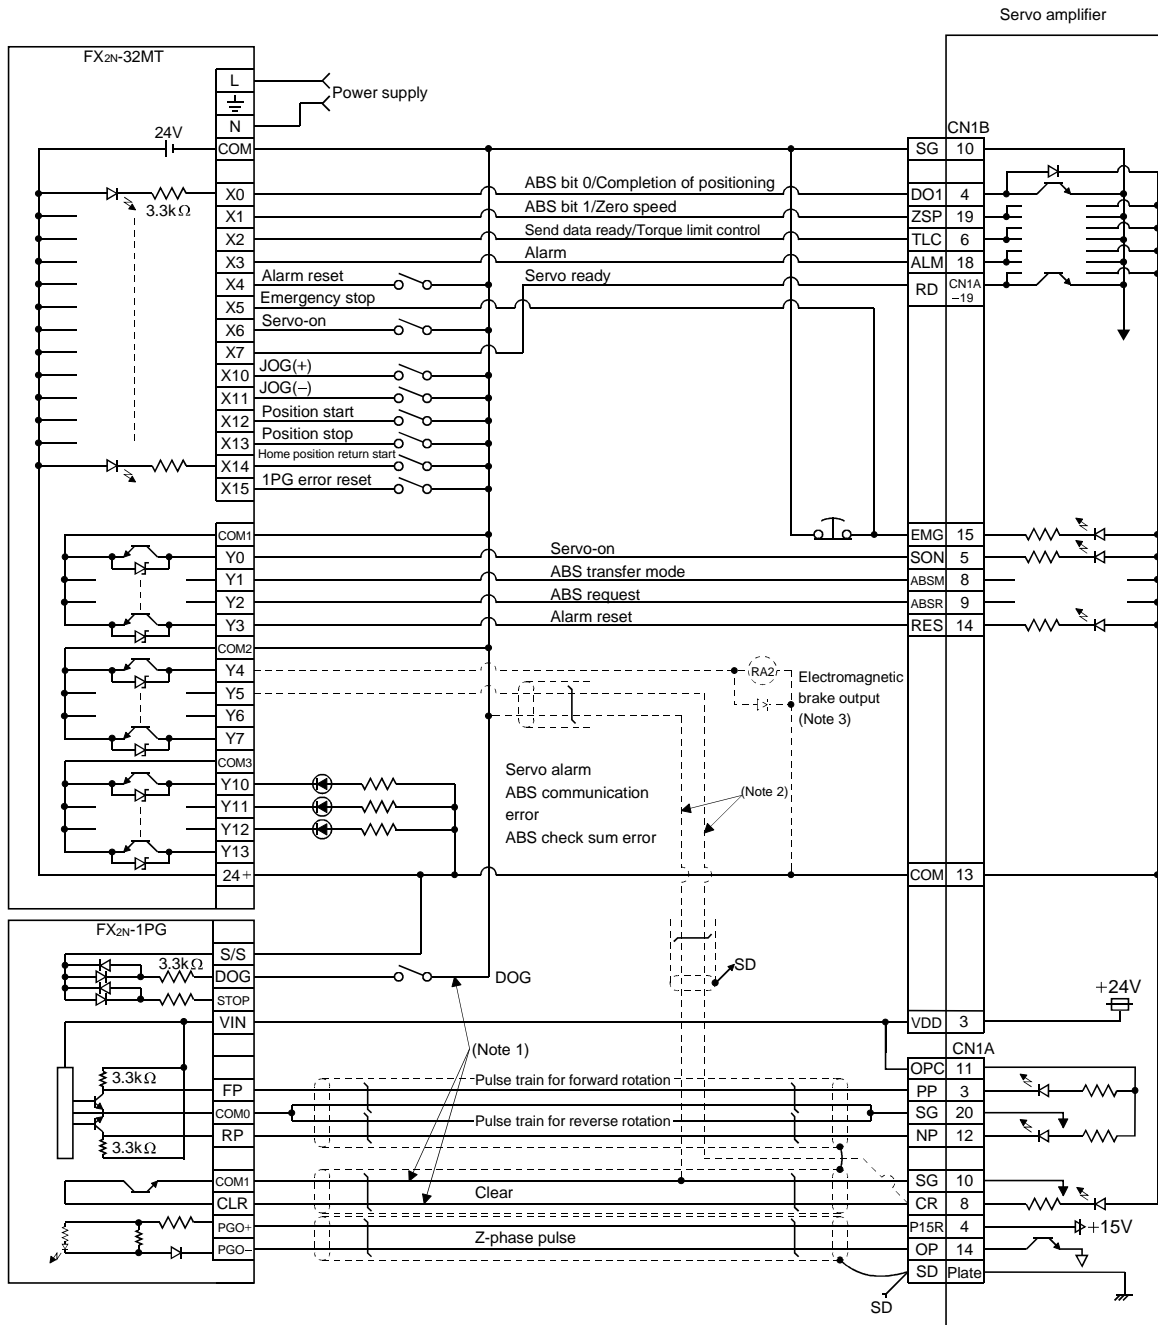 Servo amplifier
FX2N-32MT
L
Power supply
N
24V
CN1B
COM
SG 10
X0 ABS bit 0/Completion of positioning DO1 4
3.3kΩ
X1 ABS bit 1/Zero speed ZSP 19
X2 Send data ready/Torque limit control TLC 6
X3 Alarm ALM 18
X4 Alarm reset Servo ready RD CN1A –19
X5 Emergency stop
X6 Servo-on
X7
X10 JOG(+)
X11 JOG(–)
X12 Position start
X13 Position stop
X14 Home position return start
X15 1PG error reset
COM1 EMG 15
Y0 Servo-on SON 5
Y1 ABS transfer mode ABSM 8
Y2 ABS request ABSR 9
Y3 Alarm reset RES 14
COM2
Y4 RA2 Electromagnetic
Y5 brake output
Y6 (Note 3)
Y7
COM3
Servo alarm
Y10 ABS communication (Note 2)
Y11 error
Y12 ABS check sum error
Y13
24+ COM 13
FX2N-1PG
S/S
3.3kΩ DOG DOG SD
STOP +24V
VIN VDD 3
(Note 1) CN1A
OPC 11
3.3kΩ FP Pulse train for forward rotation PP 3
COM0 SG 20
3.3kΩ RP Pulse train for reverse rotation NP 12
COM1 SG 10
CLR Clear CR 8
PGO+ P15R 4 +15V
PGO– Z-phase pulse OP 14
SD Plate
SD